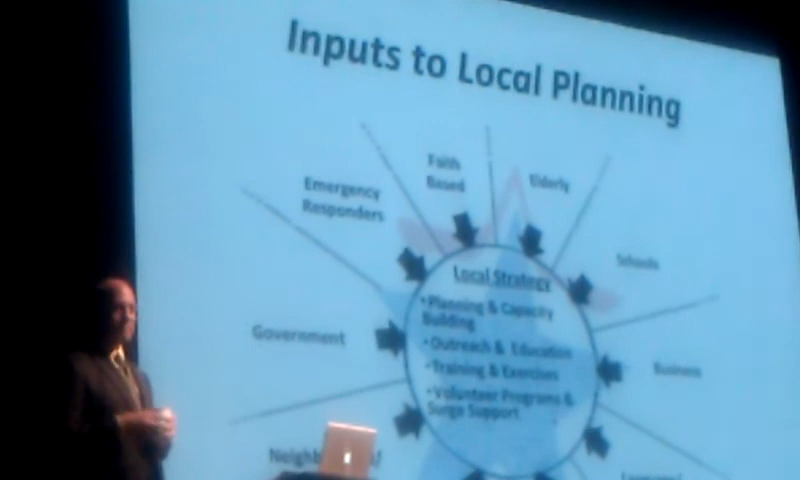 Inputs to Local Planning
Faith
Based
Elderly
Emergency
Responders
Schools
Local Strategy
•Planning & Capacity
Building
Government
•Outreach & Education
•Training & Exercises
Business
•Volunteer Programs &
Surge Support